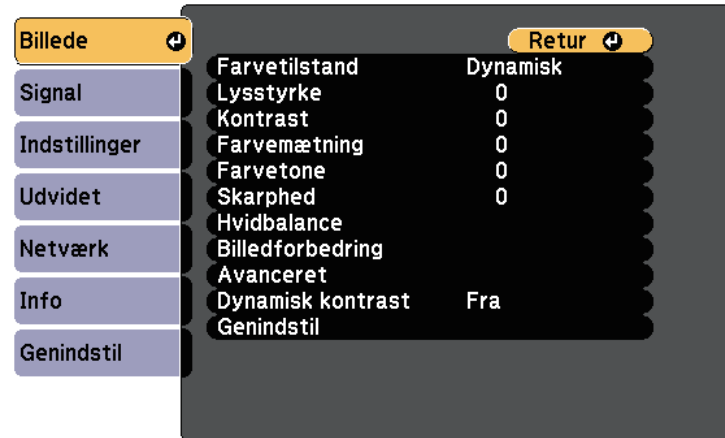 Billede
Signal
Indstillinger
Udvidet
Netværk
Info
Genindstil
Retur
Farvetilstand Dynamisk
Lysstyrke 0
Kontrast 0
Farvemætning 0
Farvetone 0
Skarphed 0
Hvidbalance
Billedforbedring
Avanceret
Dynamisk kontrast Fra
Genindstil